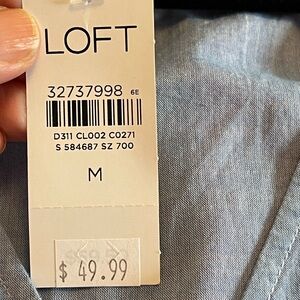 LOFT
32737998 6E
D311 CL002 C0271
S 584687 SZ 700
M
$ 49.99